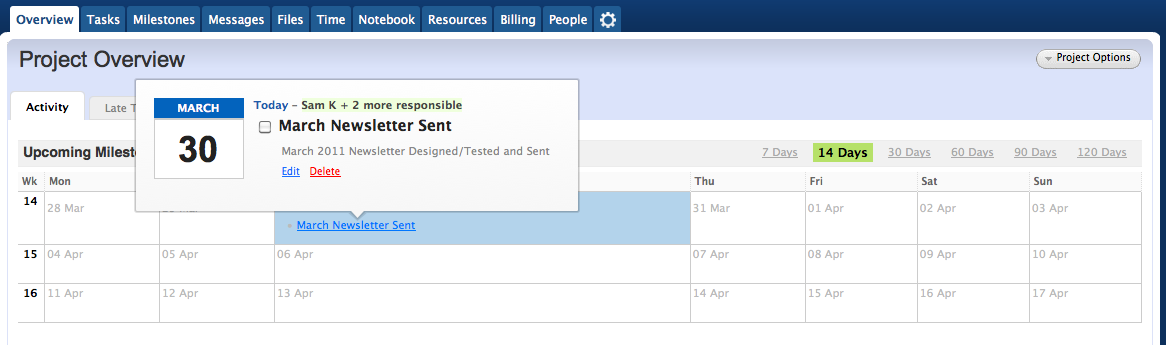 Overview Tasks Milestones Messages Files Time Notebook Resources Billing People
Project Overview
Project Options
Activity Late T
MARCH
30
Today – Sam K + 2 more responsible
March Newsletter Sent
March 2011 Newsletter Designed/Tested and Sent
Edit Delete
Upcoming Milest 7 Days 14 Days 30 Days 60 Days 90 Days 120 Days
Wk Mon Thu Fri Sat Sun
14 28 Mar 31 Mar 01 Apr 02 Apr 03 Apr
March Newsletter Sent
15 04 Apr 05 Apr 06 Apr 07 Apr 08 Apr 09 Apr 10 Apr
16 11 Apr 12 Apr 13 Apr 14 Apr 15 Apr 16 Apr 17 Apr